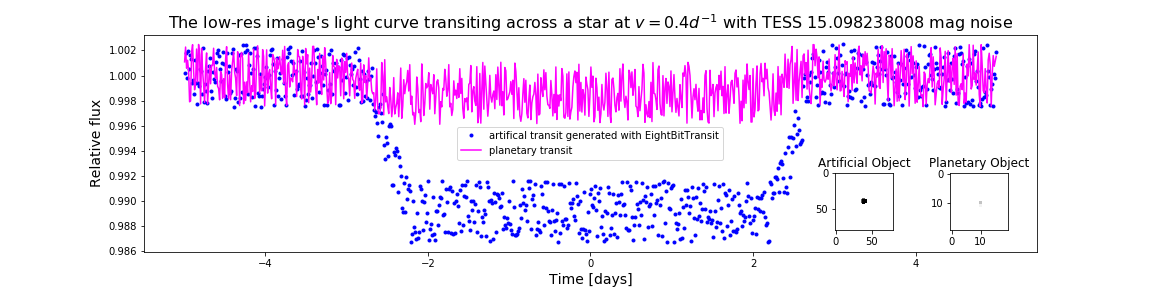 The low-res image's light curve transiting across a star at v = 0.4d⁻¹ with TESS 15.098238008 mag noise
Relative flux
1.002
1.000
0.998
0.996
0.994
0.992
0.990
0.988
0.986
artifical transit generated with EightBitTransit
planetary transit
Artificial Object
0
50
0 50
Planetary Object
0
10
0 10
−4 −2 0 2 4
Time [days]